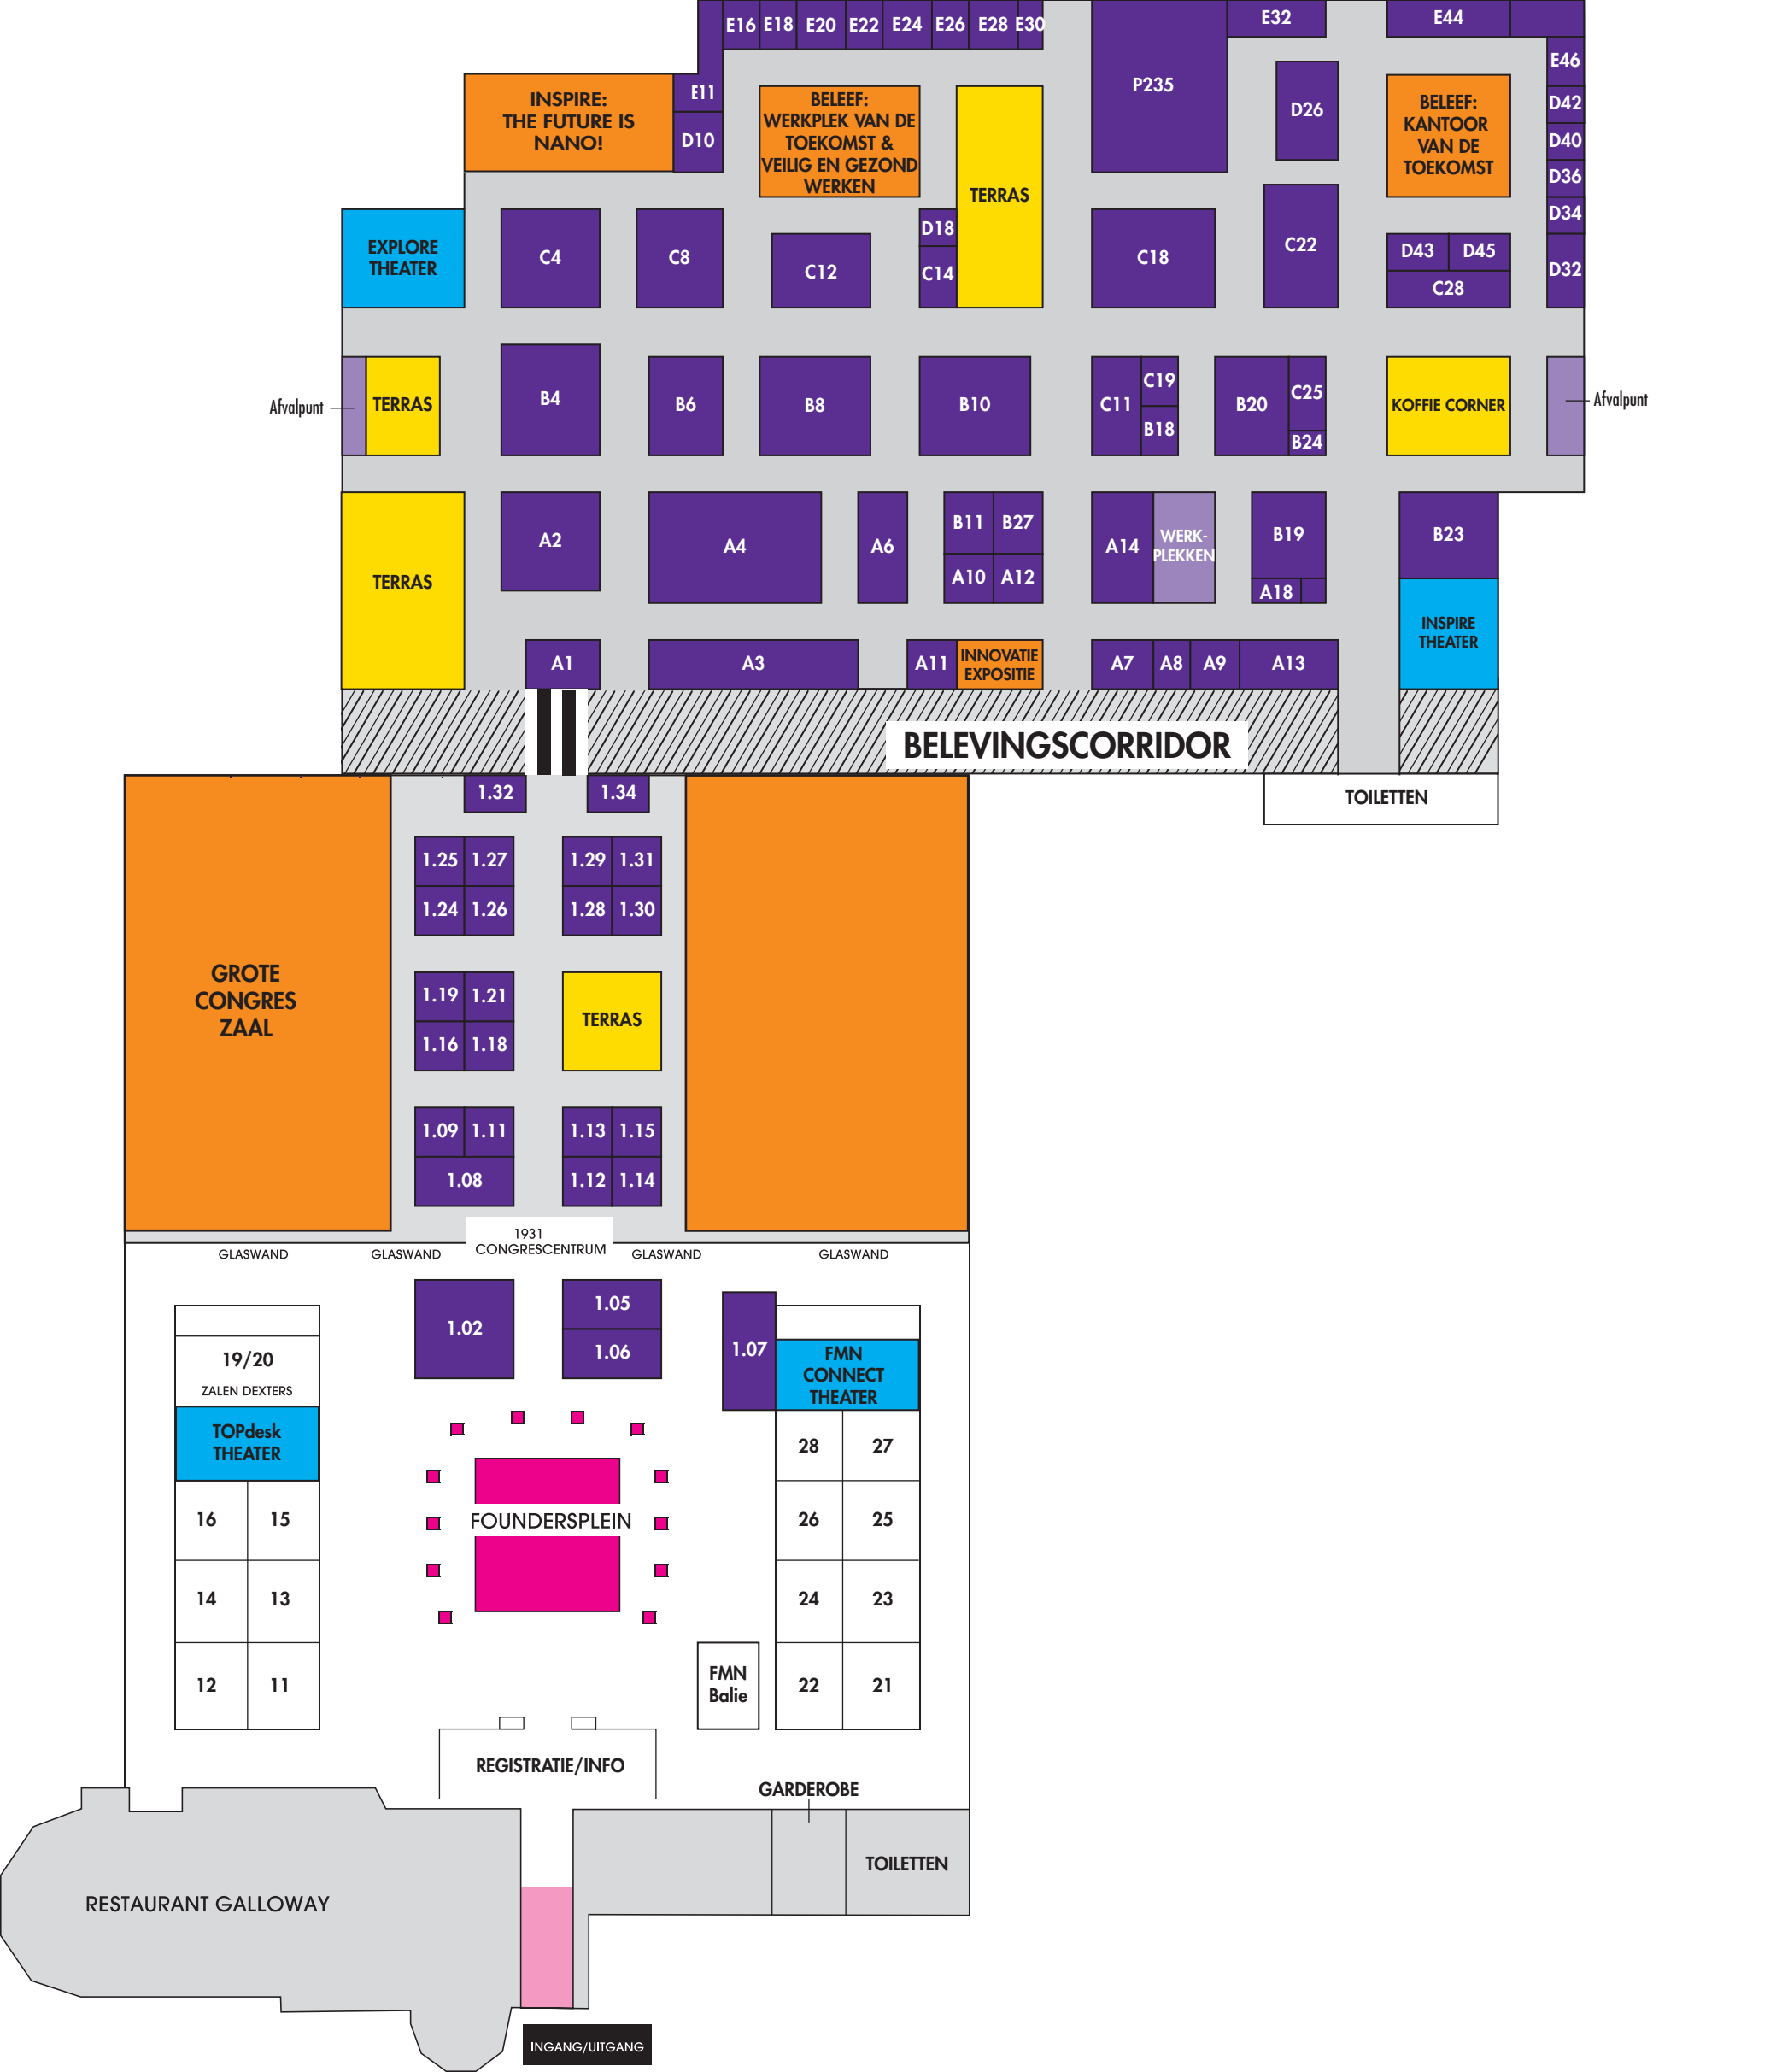 E16 E18 E20 E22 E24 E26 E28 E30
E32
E44
E46
E11
D10
INSPIRE:
THE FUTURE IS
NANO!
BELEEF:
WERKPLEK VAN DE
TOEKOMST &
VEILIG EN GEZOND
WERKEN
TERRAS
P235
D26
BELEEF:
KANTOOR
VAN DE
TOEKOMST
D42
D40
D36
D34
D32
EXPLORE
THEATER
C4
C8
C12
D18
C14
C18
C22
D43 D45
C28
Afvalpunt
TERRAS
B4
B6
B8
B10
C11
C19
B18
B20
C25
B24
KOFFIE CORNER
Afvalpunt
TERRAS
A2
A4
A6
B11 B27
A10 A12
A14
WERK-
PLEKKEN
B19
A18
B23
INSPIRE
THEATER
A1
A3
A11
INNOVATIE
EXPOSITIE
A7 A8 A9 A13
BELEVINGSCORRIDOR
TOILETTEN
1.32
1.34
1.25 1.27
1.24 1.26
1.29 1.31
1.28 1.30
GROTE
CONGRES
ZAAL
1.19 1.21
1.16 1.18
TERRAS
1.09 1.11
1.08
1.13 1.15
1.12 1.14
1931
CONGRESCENTRUM
GLASWAND
GLASWAND
GLASWAND
GLASWAND
1.02
1.05
1.06
1.07
19/20
ZALEN DEXTERS
TOPdesk
THEATER
16 15
14 13
12 11
FMN
CONNECT
THEATER
28 27
26 25
24 23
22 21
FOUNDERSPLEIN
FMN
Balie
REGISTRATIE/INFO
GARDEROBE
TOILETTEN
RESTAURANT GALLOWAY
INGANG/UITGANG